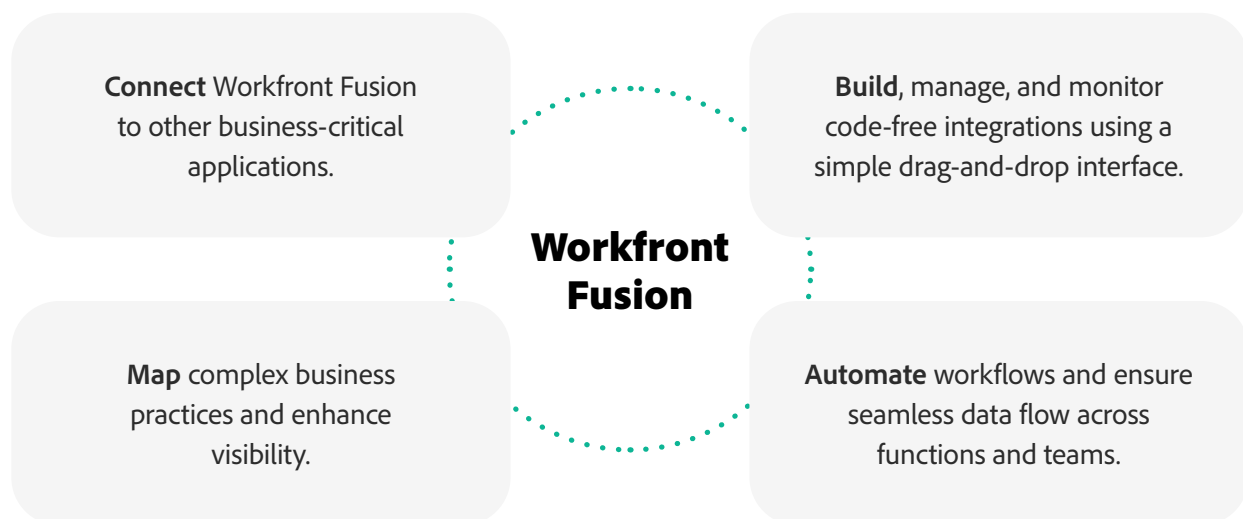 Connect Workfront Fusion
to other business-critical
applications.
Build, manage, and monitor
code-free integrations using a
simple drag-and-drop interface.
Workfront
Fusion
Map complex business
practices and enhance
visibility.
Automate workflows and ensure
seamless data flow across
functions and teams.